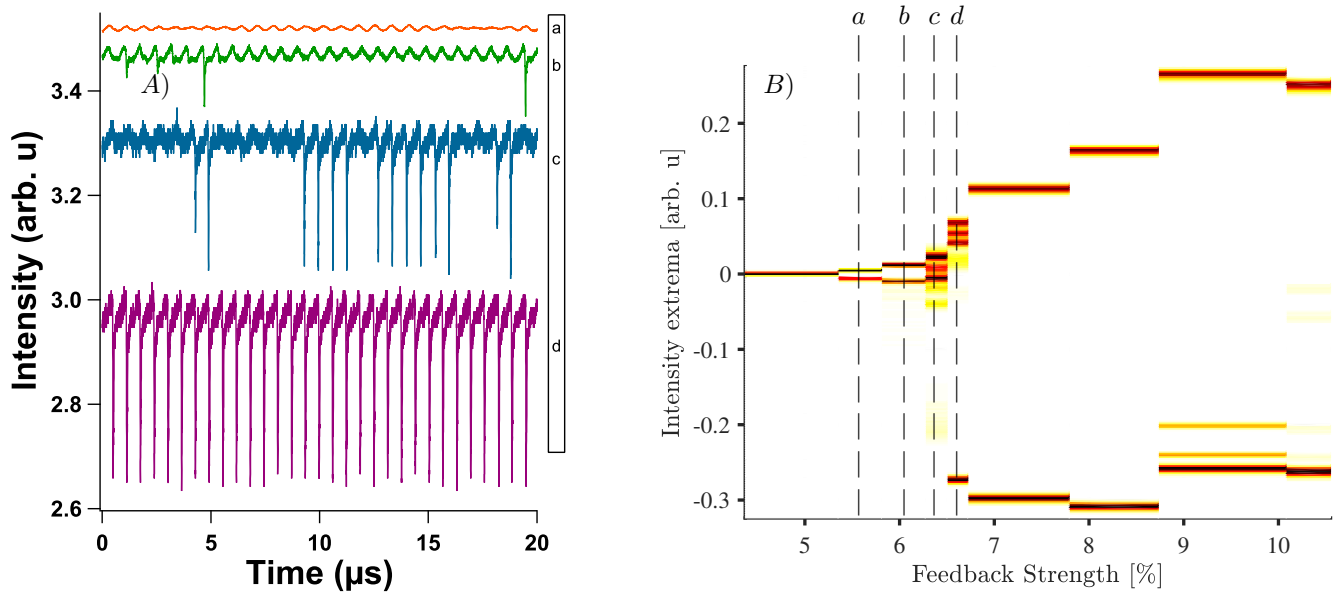 A)
a
b
c
d
3.4
3.2
3.0
2.8
2.6
Intensity (arb. u)
0
5
10
15
20
Time (µs)
a b c d
B)
0.2
0.1
0
-0.1
-0.2
-0.3
Intensity extrema [arb. u]
5
6
7
8
9
10
Feedback Strength [%]